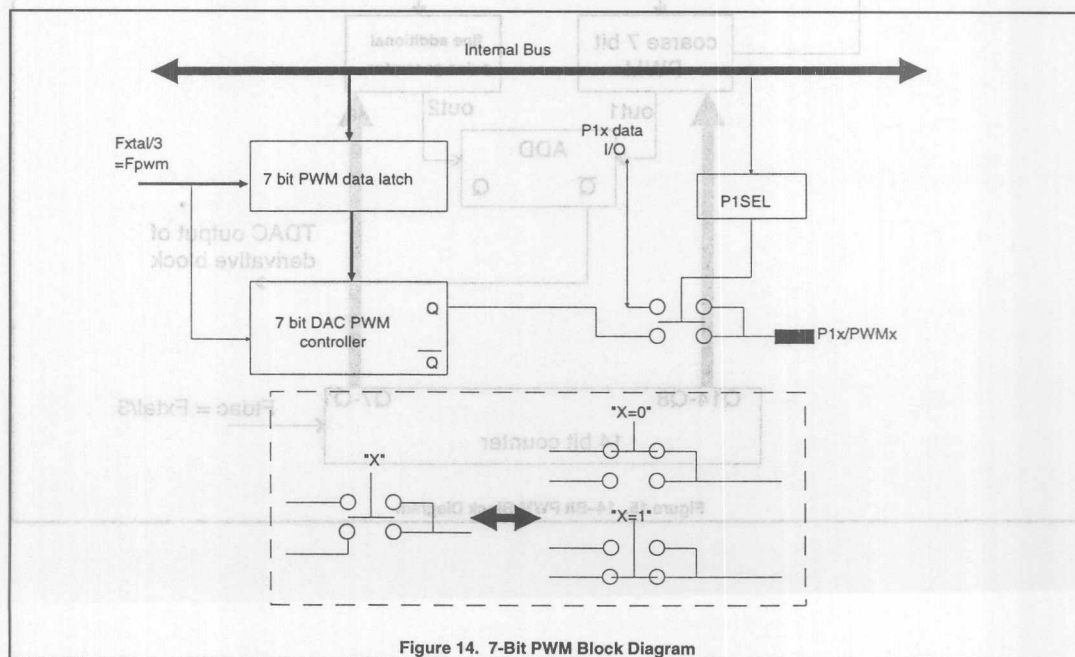 Internal Bus
Fxtal/3
=Fpwm
7 bit PWM data latch
P1x data
I/O
P1SEL
7 bit DAC PWM
controller
Q
Q
P1x/PWMx
"X=0"
"X"
"X=1"
Figure 14. 7-Bit PWM Block Diagram